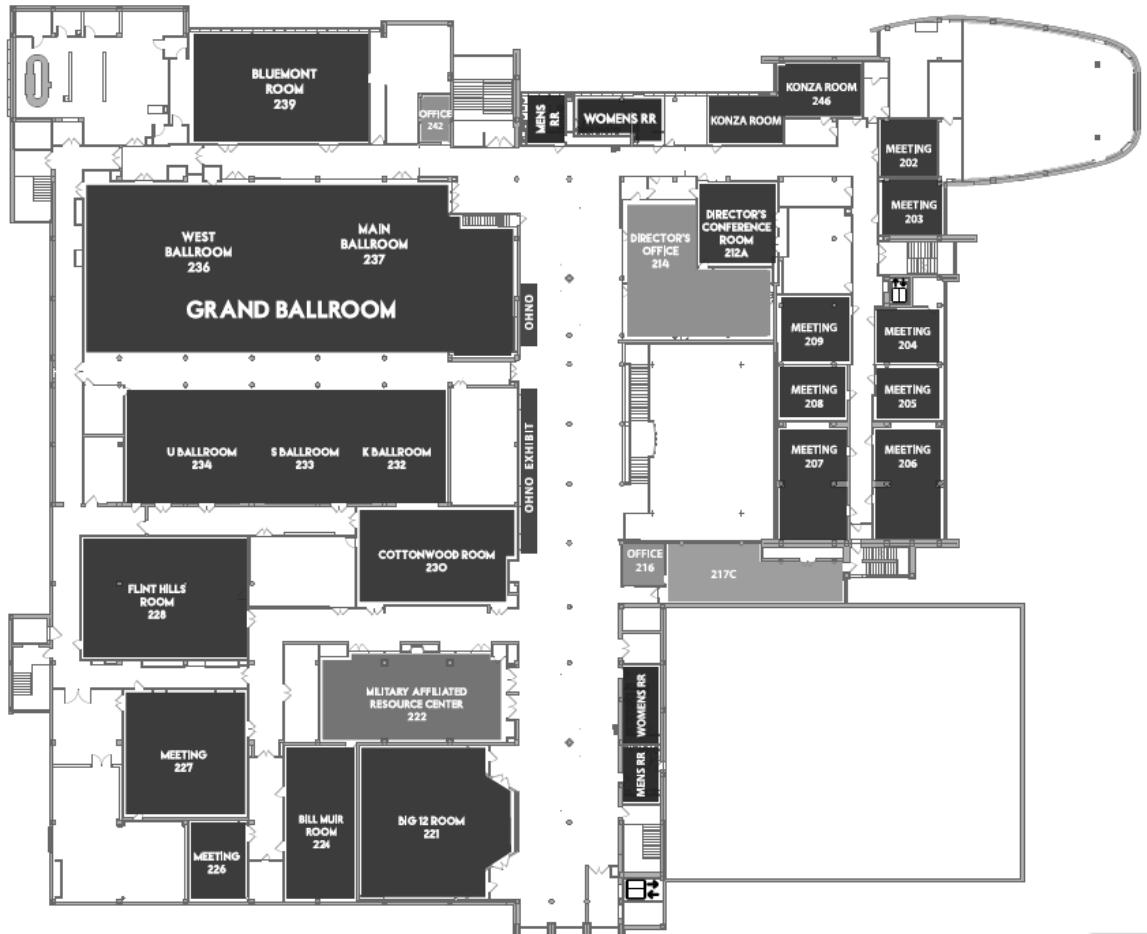 BLUEMONT
ROOM
239
OFFICE
242
MENS
RR
WOMENS RR
KONZA ROOM
246
KONZA ROOM
MEETING
202
MEETING
203
WEST
BALLROOM
236
MAIN
BALLROOM
237
GRAND BALLROOM
OHNO
DIRECTOR'S
OFFICE
214
DIRECTOR'S
CONFERENCE
ROOM
212A
MEETING
209
MEETING
204
MEETING
208
MEETING
205
MEETING
207
MEETING
206
U BALLROOM
234
S BALLROOM
233
K BALLROOM
232
OHNO EXHIBIT
COTTONWOOD ROOM
230
OFFICE
216
217C
FLINT HILLS
ROOM
228
MILITARY AFFILIATED
RESOURCE CENTER
222
WOMENS RR
MENS RR
MEETING
227
BILL MUIR
ROOM
224
BIG 12 ROOM
221
MEETING
226